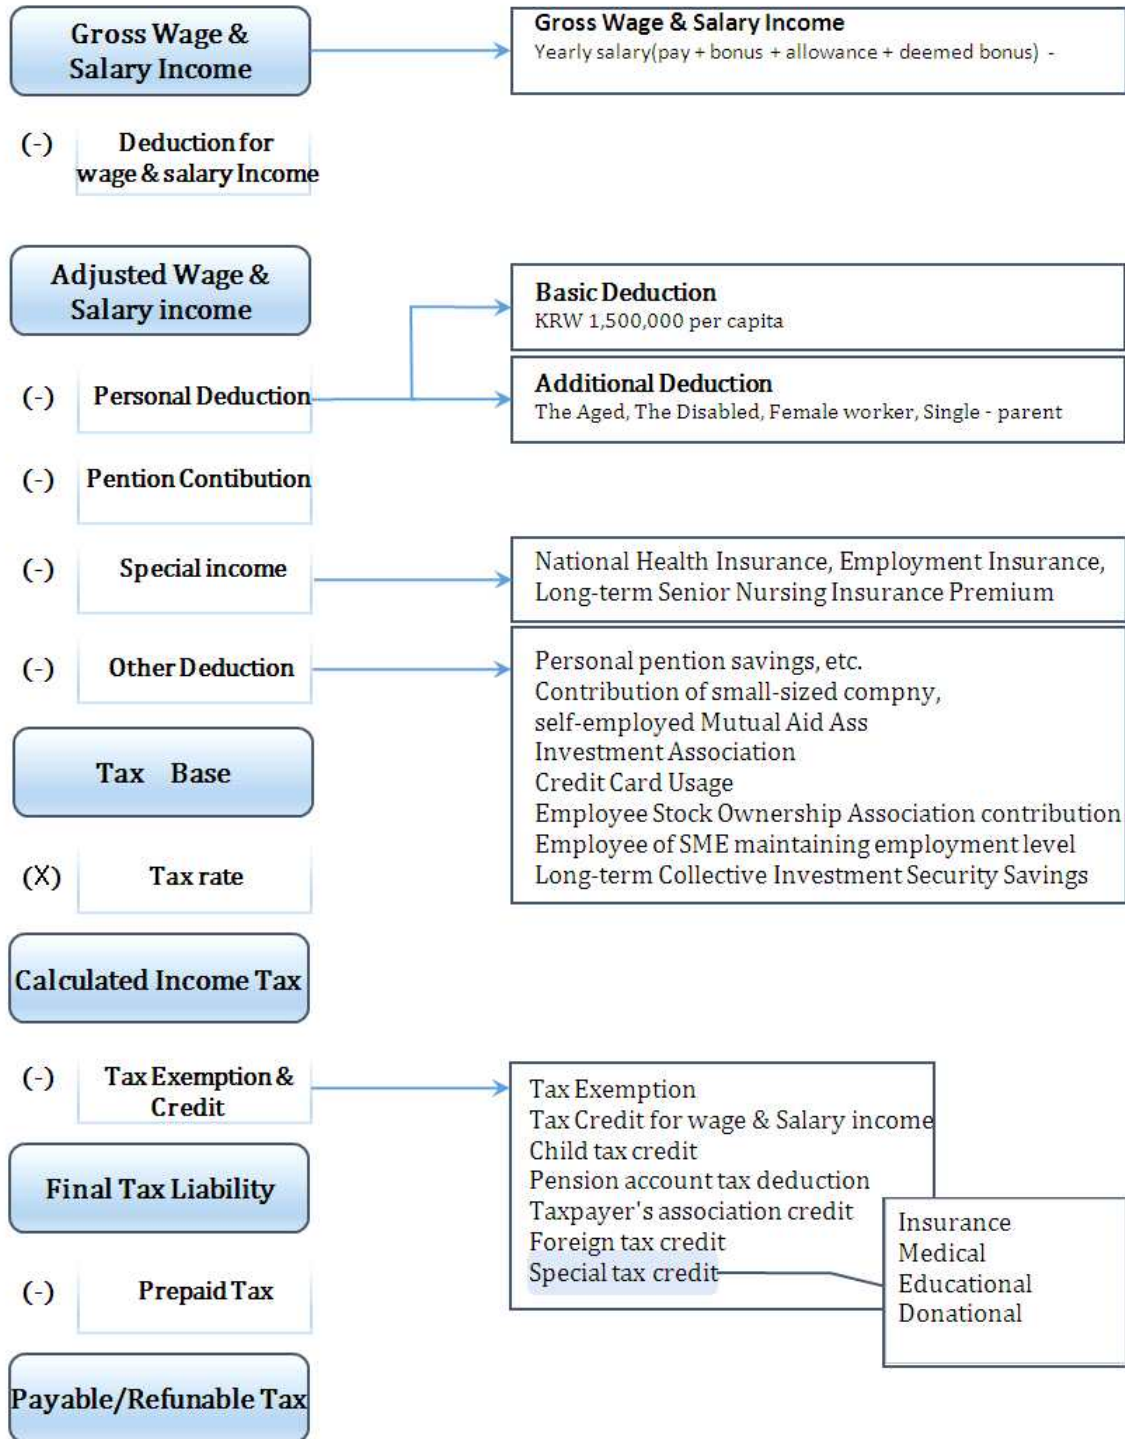 Gross Wage &
Salary Income
Gross Wage & Salary Income
Yearly salary(pay + bonus + allowance + deemed bonus)  -
(-)
Deduction for
wage & salary Income
Adjusted Wage &
Salary income
Basic Deduction
KRW 1,500,000 per capita
(-)
Personal Deduction
Additional Deduction
The Aged, The Disabled, Female worker, Single - parent
(-)
Pention Contibution
(-)
Special income
National Health Insurance, Employment Insurance,
Long-term Senior Nursing Insurance Premium
(-)
Other Deduction
Personal pention savings, etc.
Contribution of small-sized compny,
self-employed Mutual Aid Ass
Investment Association
Credit Card Usage
Employee Stock Ownership Association contribution
Employee of SME maintaining employment level
Long-term Collective Investment Security Savings
Tax Base
(X)
Tax rate
Calculated Income Tax
(-)
Tax Exemption &
Credit
Tax Exemption
Tax Credit for wage & Salary income
Child tax credit
Pension account tax deduction
Taxpayer's association credit
Foreign tax credit
Special tax credit
Insurance
Medical
Educational
Donational
Final Tax Liability
(-)
Prepaid Tax
Payable/Refunable Tax